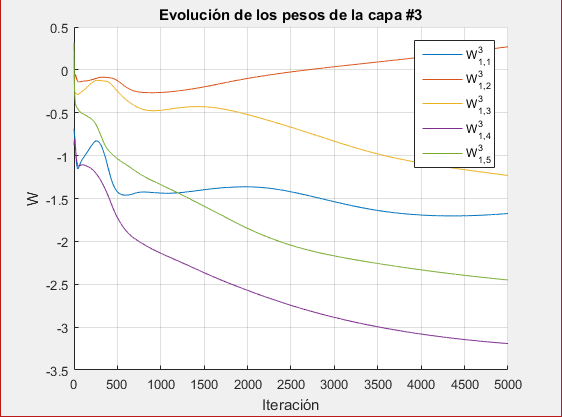 Evolución de los pesos de la capa #3
W
0.5
0
-0.5
-1
-1.5
-2
-2.5
-3
-3.5
W³₁,₁
W³₁,₂
W³₁,₃
W³₁,₄
W³₁,₅
0 500 1000 1500 2000 2500 3000 3500 4000 4500 5000
Iteración